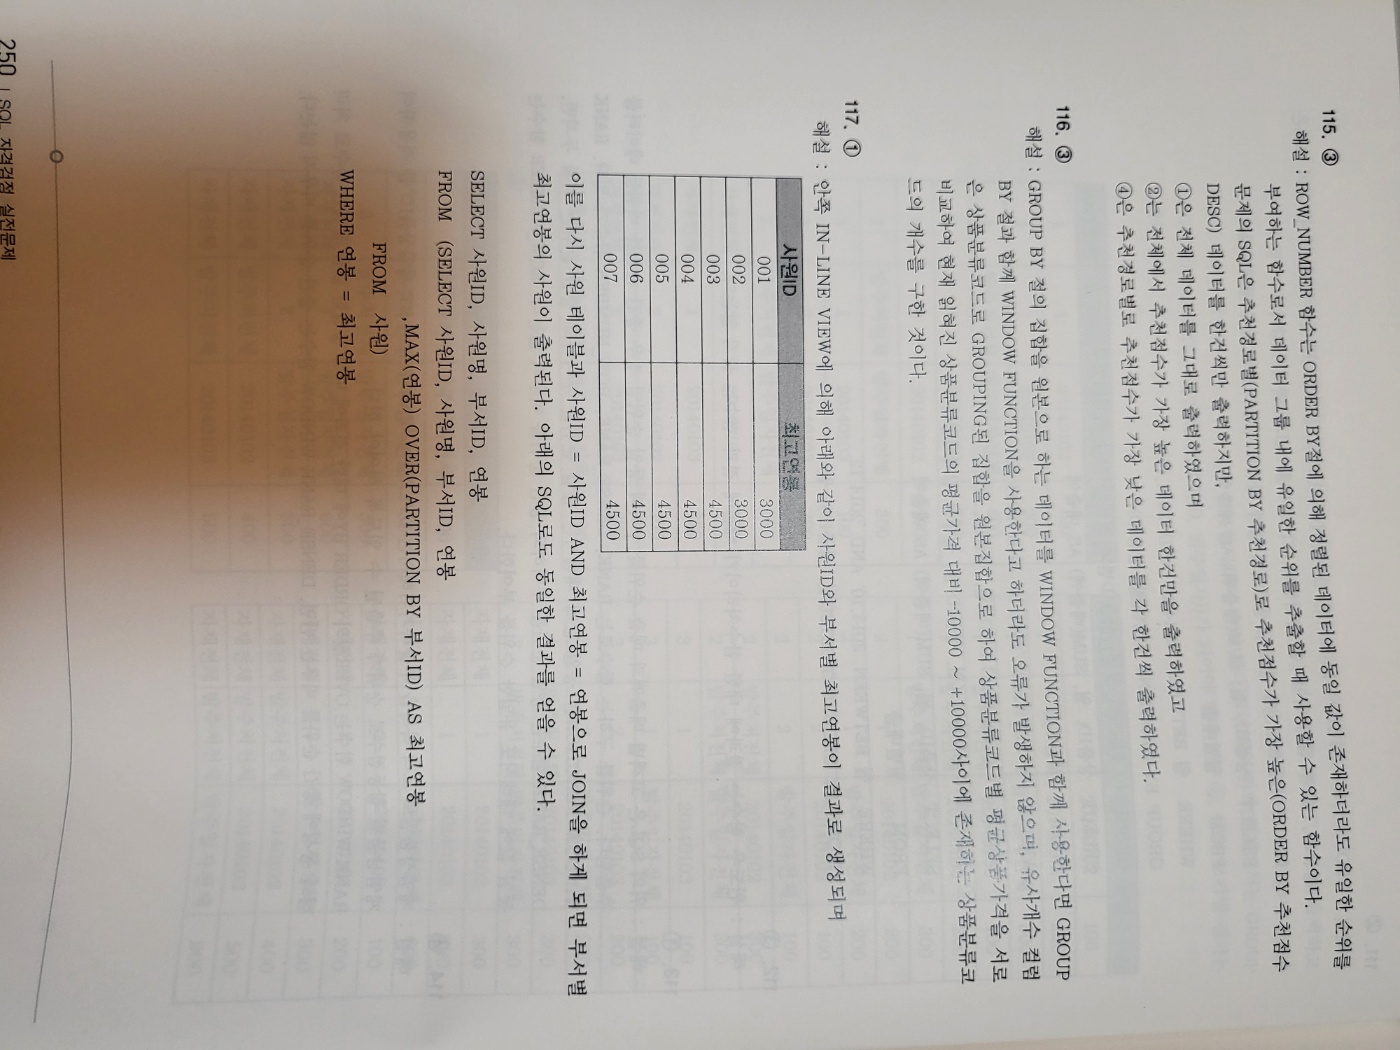 115. ③
해설 : ROW_NUMBER 함수는 ORDER BY절에 의해 정렬된 데이터에 동일 값이 존재하더라도 유일한 순위를
부여하는 함수로서 데이터 그룹 내에 유일한 순위를 추출할 때 사용할 수 있는 함수이다.
문제의 SQL은 추천경로별(PARTITION BY 추천경로)로 추천점수가 가장 높은(ORDER BY 추천점수
DESC) 데이터를 한건씩만 출력하지만,
①은 전체 데이터를 그대로 출력하였으며
②는 전체에서 추천점수가 가장 높은 데이터 한건만을 출력하였고
④은 추천경로별로 추천점수가 가장 낮은 데이터를 각 한건씩 출력하였다.
116. ③
해설 : GROUP BY 절의 집합을 원본으로 하는 데이터를 WINDOW FUNCTION과 함께 사용한다면 GROUP
BY 절과 함께 WINDOW FUNCTION을 사용한다고 하더라도 오류가 발생하지 않으며, 유사개수 컬럼
은 상품분류코드로 GROUPING된 집합을 원본집합으로 하여 상품분류코드별 평균상품가격을 서로
비교하여 현재 읽혀진 상품분류코드의 평균가격 대비 -10000 ~ +10000사이에 존재하는 상품분류코
드의 개수를 구한 것이다.
117. ①
해설 : 안쪽 IN-LINE VIEW에 의해 아래와 같이 사원ID와 부서별 최고연봉이 결과로 생성되며
사원ID 최고연봉
001 3000
002 3000
003 4500
004 4500
005 4500
006 4500
007 4500
이를 다시 사원 테이블과 사원ID = 사원ID AND 최고연봉 = 연봉으로 JOIN을 하게 되면 부서별
최고연봉의 사원이 출력된다. 아래의 SQL로도 동일한 결과를 얻을 수 있다.
SELECT 사원ID, 사원명, 부서ID, 연봉
FROM (SELECT 사원ID, 사원명, 부서ID, 연봉
,MAX(연봉) OVER(PARTITION BY 부서ID) AS 최고연봉
FROM 사원)
WHERE 연봉 = 최고연봉
250 | SQL 자격검정 실전문제